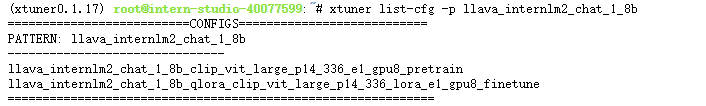 (xtuner0.1.17) root@intern-studio-40077599:~# xtuner list-cfg -p llava_internlm2_chat_1_8b
==========================CONFIGS===========================
PATTERN: llava_internlm2_chat_1_8b
-------------------------------
llava_internlm2_chat_1_8b_clip_vit_large_p14_336_e1_gpu8_pretrain
llava_internlm2_chat_1_8b_qlora_clip_vit_large_p14_336_lora_e1_gpu8_finetune
=============================================================